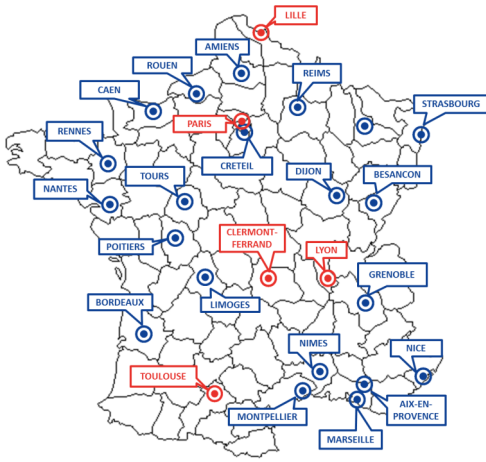 LILLE
AMIENS
ROUEN
REIMS
CAEN
STRASBOURG
PARIS
RENNES
CRETEIL
TOURS
DIJON
BESANCON
NANTES
CLERMONT-
FERRAND
POITIERS
LYON
GRENOBLE
BORDEAUX
LIMOGES
NIMES
NICE
TOULOUSE
MONTPELLIER
AIX-EN-
PROVENCE
MARSEILLE